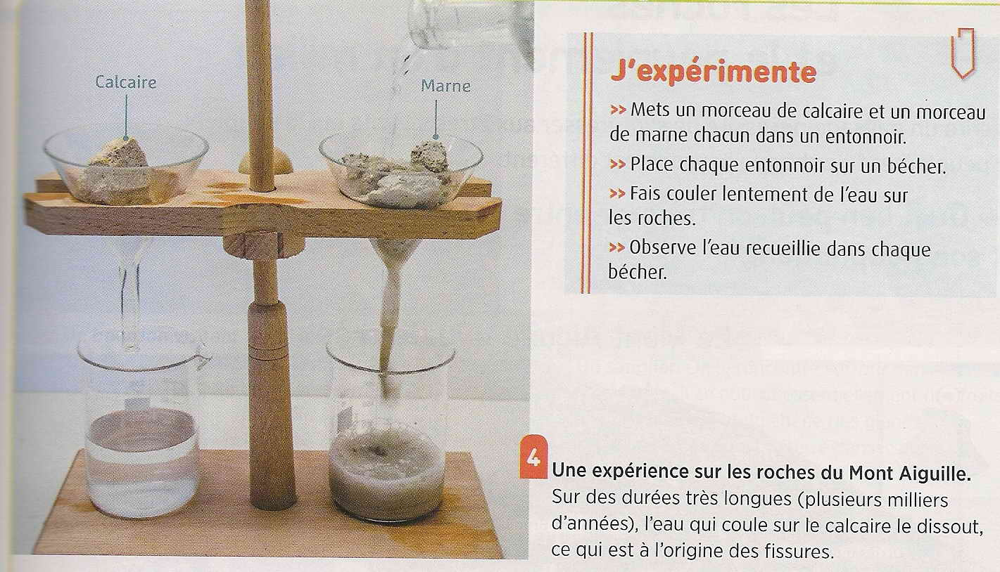 Calcaire
Marne
J'expérimente
>> Mets un morceau de calcaire et un morceau
de marne chacun dans un entonnoir.
>> Place chaque entonnoir sur un bécher.
>> Fais couler lentement de l'eau sur
les roches.
>> Observe l'eau recueillie dans chaque
bécher.
4
Une expérience sur les roches du Mont Aiguille.
Sur des durées très longues (plusieurs milliers
d'années), l'eau qui coule sur le calcaire le dissout,
ce qui est à l'origine des fissures.